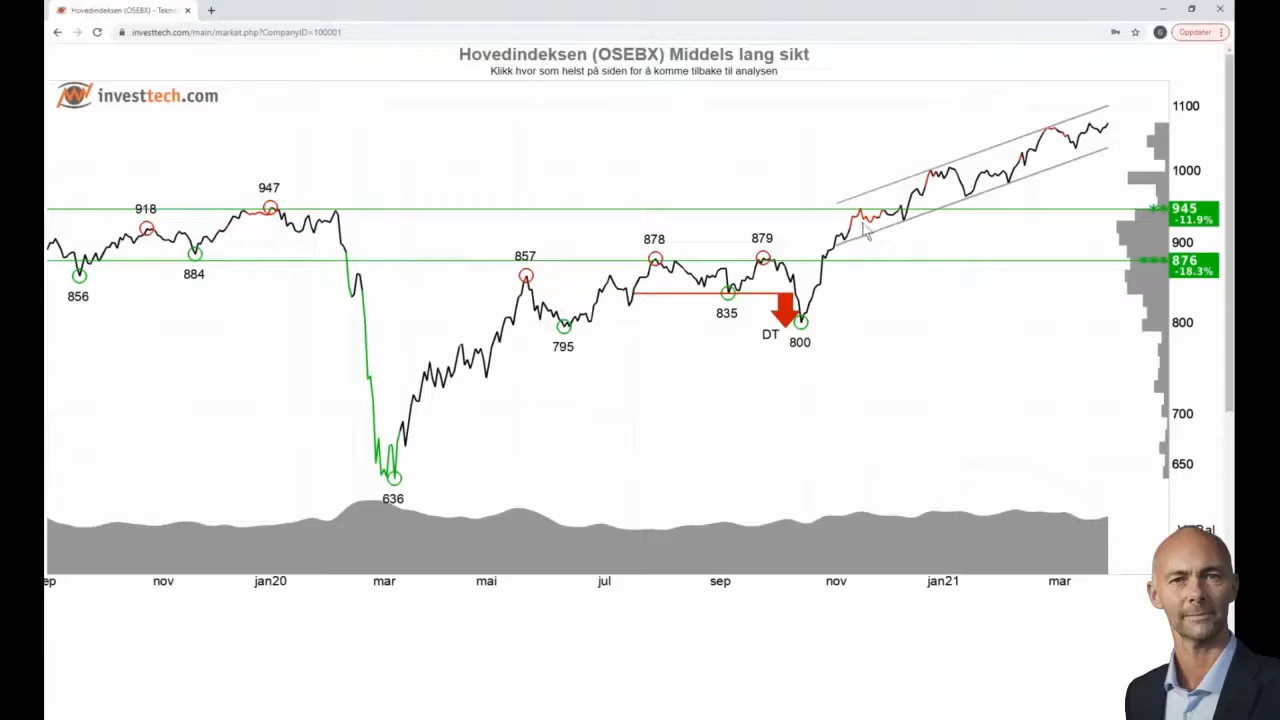 Hovedindeksen (OSEBX) - Tekn
investtech.com/main/market.php?CompanyID=100001
G
Oppdater
Hovedindeksen (OSEBX) Middels lang sikt
Klikk hvor som helst på siden for å komme tilbake til analysen
investtech.com
1100
1000
947
918
945
-11.9%
900
878
879
857
876
-18.3%
884
856
835
800
DT
800
795
700
650
636
ep
nov
jan20
mar
mai
jul
sep
nov
jan21
mar